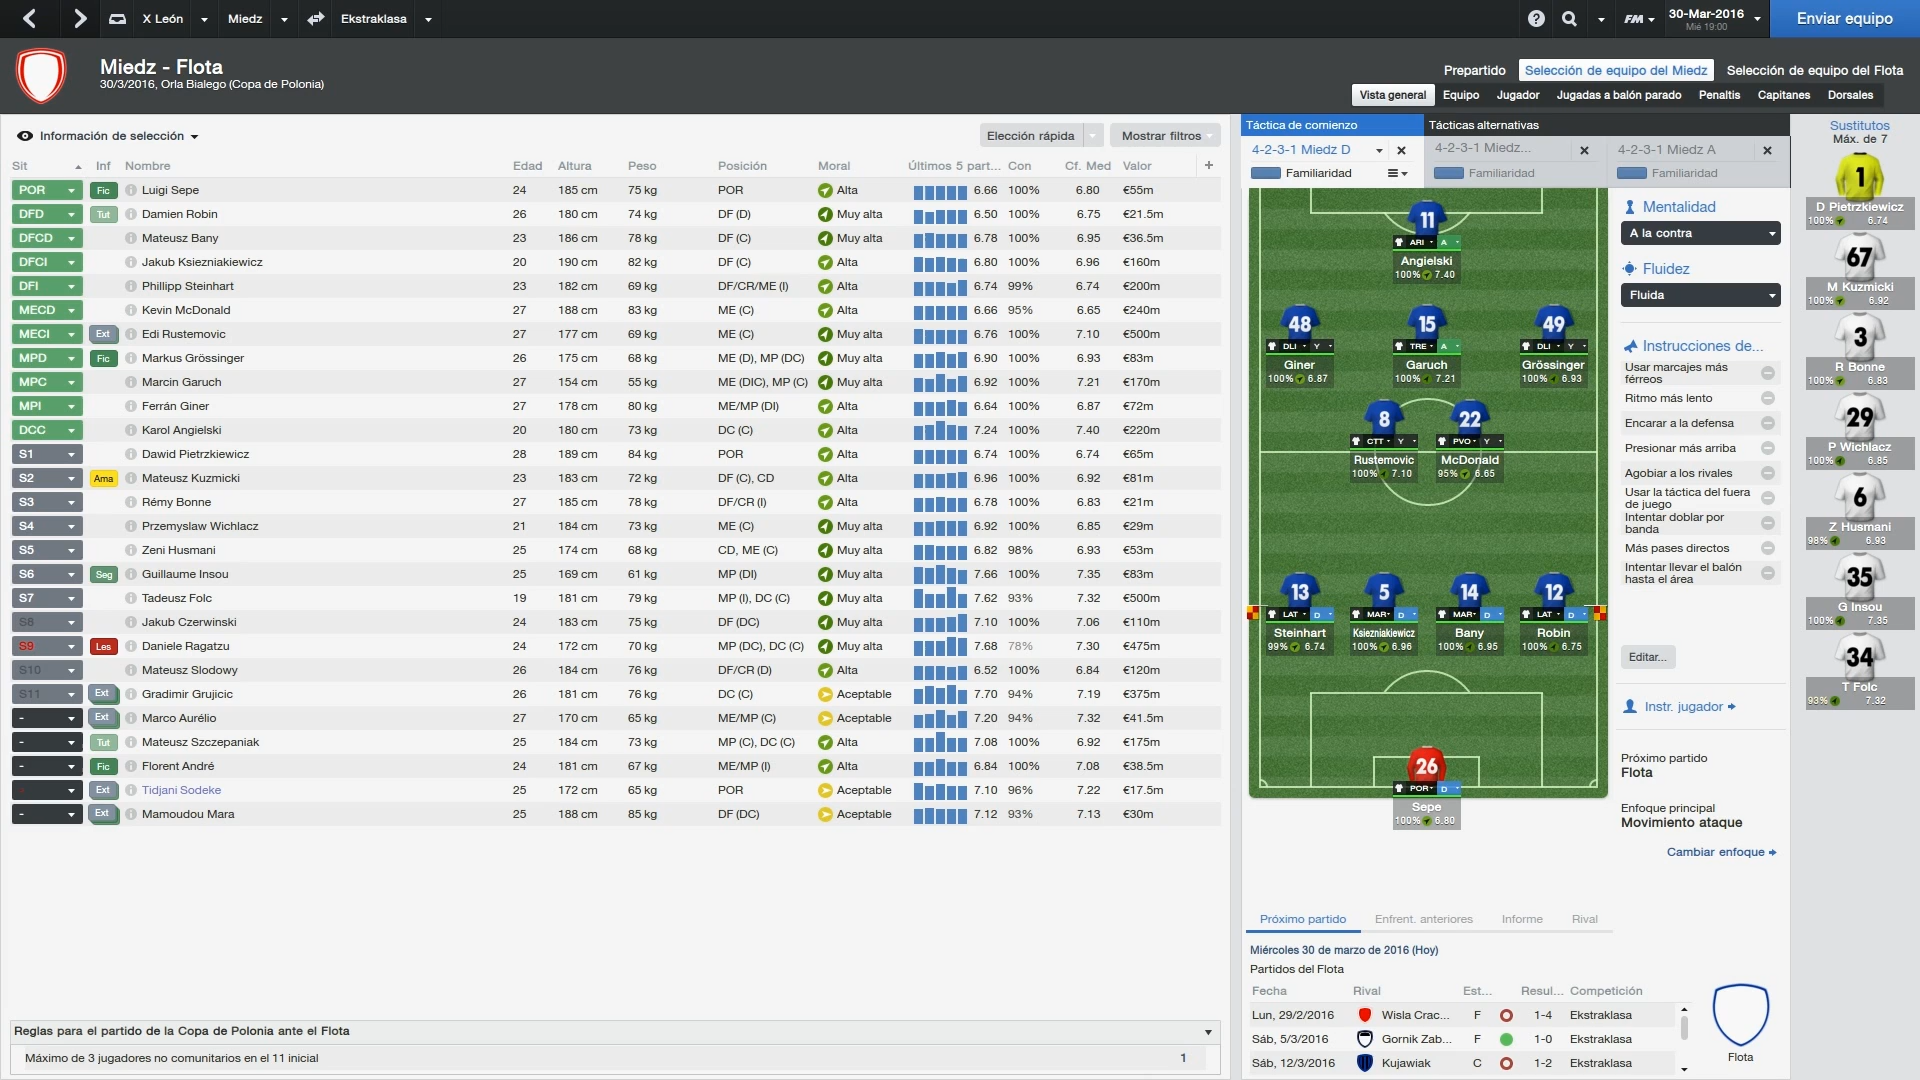 X León Miedz Ekstraklasa FM 30-Mar-2016 Mié 19:00 Enviar equipo
Miedz - Flota
30/3/2016, Orla Bialego (Copa de Polonia)
Prepartido Selección de equipo del Miedz Selección de equipo del Flota
Vista general Equipo Jugador Jugadas a balón parado Penaltis Capitanes Dorsales
Información de selección Elección rápida Mostrar filtros
Sit Inf Nombre Edad Altura Peso Posición Moral Últimos 5 part... Con Cf. Med Valor +
POR Fic Luigi Sepe 24 185 cm 75 kg POR Alta 6.66 100% 6.80 €55m
DFD Tut Damien Robin 26 180 cm 74 kg DF (D) Muy alta 6.50 100% 6.75 €21.5m
DFCD Mateusz Bany 23 186 cm 78 kg DF (C) Muy alta 6.78 100% 6.95 €36.5m
DFCI Jakub Ksiezniakiewicz 20 190 cm 82 kg DF (C) Alta 6.80 100% 6.96 €160m
DFI Phillipp Steinhart 23 182 cm 69 kg DF/CR/ME (I) Alta 6.74 99% 6.74 €200m
MECD Kevin McDonald 27 188 cm 83 kg ME (C) Alta 6.66 95% 6.65 €240m
MECI Ext Edi Rustemovic 27 177 cm 69 kg ME (C) Muy alta 6.76 100% 7.10 €500m
MPD Fic Markus Grössinger 26 175 cm 68 kg ME (D), MP (DC) Muy alta 6.90 100% 6.93 €83m
MPC Marcin Garuch 27 154 cm 55 kg ME (DIC), MP (C) Muy alta 6.92 100% 7.21 €170m
MPI Ferrán Giner 27 178 cm 80 kg ME/MP (DI) Alta 6.64 100% 6.87 €72m
DCC Karol Angielski 20 180 cm 73 kg DC (C) Alta 7.24 100% 7.40 €220m
S1 Dawid Pietrzkiewicz 28 189 cm 84 kg POR Alta 6.74 100% 6.74 €65m
S2 Ama Mateusz Kuzmicki 23 183 cm 72 kg DF (C), CD Alta 6.96 100% 6.92 €81m
S3 Rémy Bonne 27 185 cm 78 kg DF/CR (I) Alta 6.78 100% 6.83 €21m
S4 Przemyslaw Wichlacz 21 184 cm 73 kg ME (C) Muy alta 6.92 100% 6.85 €29m
S5 Zeni Husmani 25 174 cm 68 kg CD, ME (C) Muy alta 6.82 98% 6.93 €53m
S6 Seg Guillaume Insou 25 169 cm 61 kg MP (DI) Muy alta 7.66 100% 7.35 €83m
S7 Tadeusz Folc 19 181 cm 79 kg MP (I), DC (C) Muy alta 7.62 93% 7.32 €500m
S8 Jakub Czerwinski 24 183 cm 75 kg DF (DC) Muy alta 7.10 100% 7.06 €110m
S9 Les Daniele Ragatzu 24 172 cm 70 kg MP (DC), DC (C) Muy alta 7.68 78% 7.30 €475m
S10 Mateusz Slodowy 26 184 cm 76 kg DF/CR (D) Alta 6.52 100% 6.84 €120m
S11 Ext Gradimir Grujicic 26 181 cm 76 kg DC (C) Aceptable 7.70 94% 7.19 €375m
- Ext Marco Aurélio 27 170 cm 65 kg ME/MP (C) Aceptable 7.20 94% 7.32 €41.5m
- Tut Mateusz Szczepaniak 25 184 cm 73 kg MP (C), DC (C) Alta 7.08 100% 6.92 €175m
- Fic Florent André 24 181 cm 67 kg ME/MP (I) Alta 6.84 100% 7.08 €38.5m
- Ext Tidjani Sodeke 25 172 cm 65 kg POR Aceptable 7.10 96% 7.22 €17.5m
- Ext Mamoudou Mara 25 188 cm 85 kg DF (DC) Aceptable 7.12 93% 7.13 €30m
Reglas para el partido de la Copa de Polonia ante el Flota
Máximo de 3 jugadores no comunitarios en el 11 inicial 1
Táctica de comienzo Tácticas alternativas
4-2-3-1 Miedz D 4-2-3-1 Miedz... 4-2-3-1 Miedz A
Familiaridad Familiaridad Familiaridad
11
ARI A
Angielski
100% 7.40
48 15 49
DLI Y TRE A DLI Y
Giner Garuch Grössinger
100% 6.87 100% 7.21 100% 6.93
8 22
CTT Y PVO Y
Rustemovic McDonald
100% 7.10 95% 6.65
13 5 14 12
LAT D MAR D MAR D LAT D
Steinhart Ksiezniakiewicz Bany Robin
99% 6.74 100% 6.96 100% 6.95 100% 6.75
26
POR D
Sepe
100% 6.80
Mentalidad
A la contra
Fluidez
Fluida
Instrucciones de...
Usar marcajes más
férreos
Ritmo más lento
Encarar a la defensa
Presionar más arriba
Agobiar a los rivales
Usar la táctica del fuera
de juego
Intentar doblar por
banda
Más pases directos
Intentar llevar el balón
hasta el área
Editar...
Instr. jugador
Próximo partido
Flota
Enfoque principal
Movimiento ataque
Cambiar enfoque
Sustitutos
Máx. de 7
1
D Pietrzkiewicz
100% 6.74
67
M Kuzmicki
100% 6.92
3
R Bonne
100% 6.83
29
P Wichlacz
100% 6.85
6
Z Husmani
98% 6.93
35
G Insou
100% 7.35
34
T Folc
93% 7.32
Próximo partido Enfrent. anteriores Informe Rival
Miércoles 30 de marzo de 2016 (Hoy)
Partidos del Flota
Fecha Rival Est... Resul... Competición
Lun, 29/2/2016 Wisla Crac... F 1-4 Ekstraklasa
Sáb, 5/3/2016 Gornik Zab... F 1-0 Ekstraklasa
Sáb, 12/3/2016 Kujawiak C 1-2 Ekstraklasa
Flota